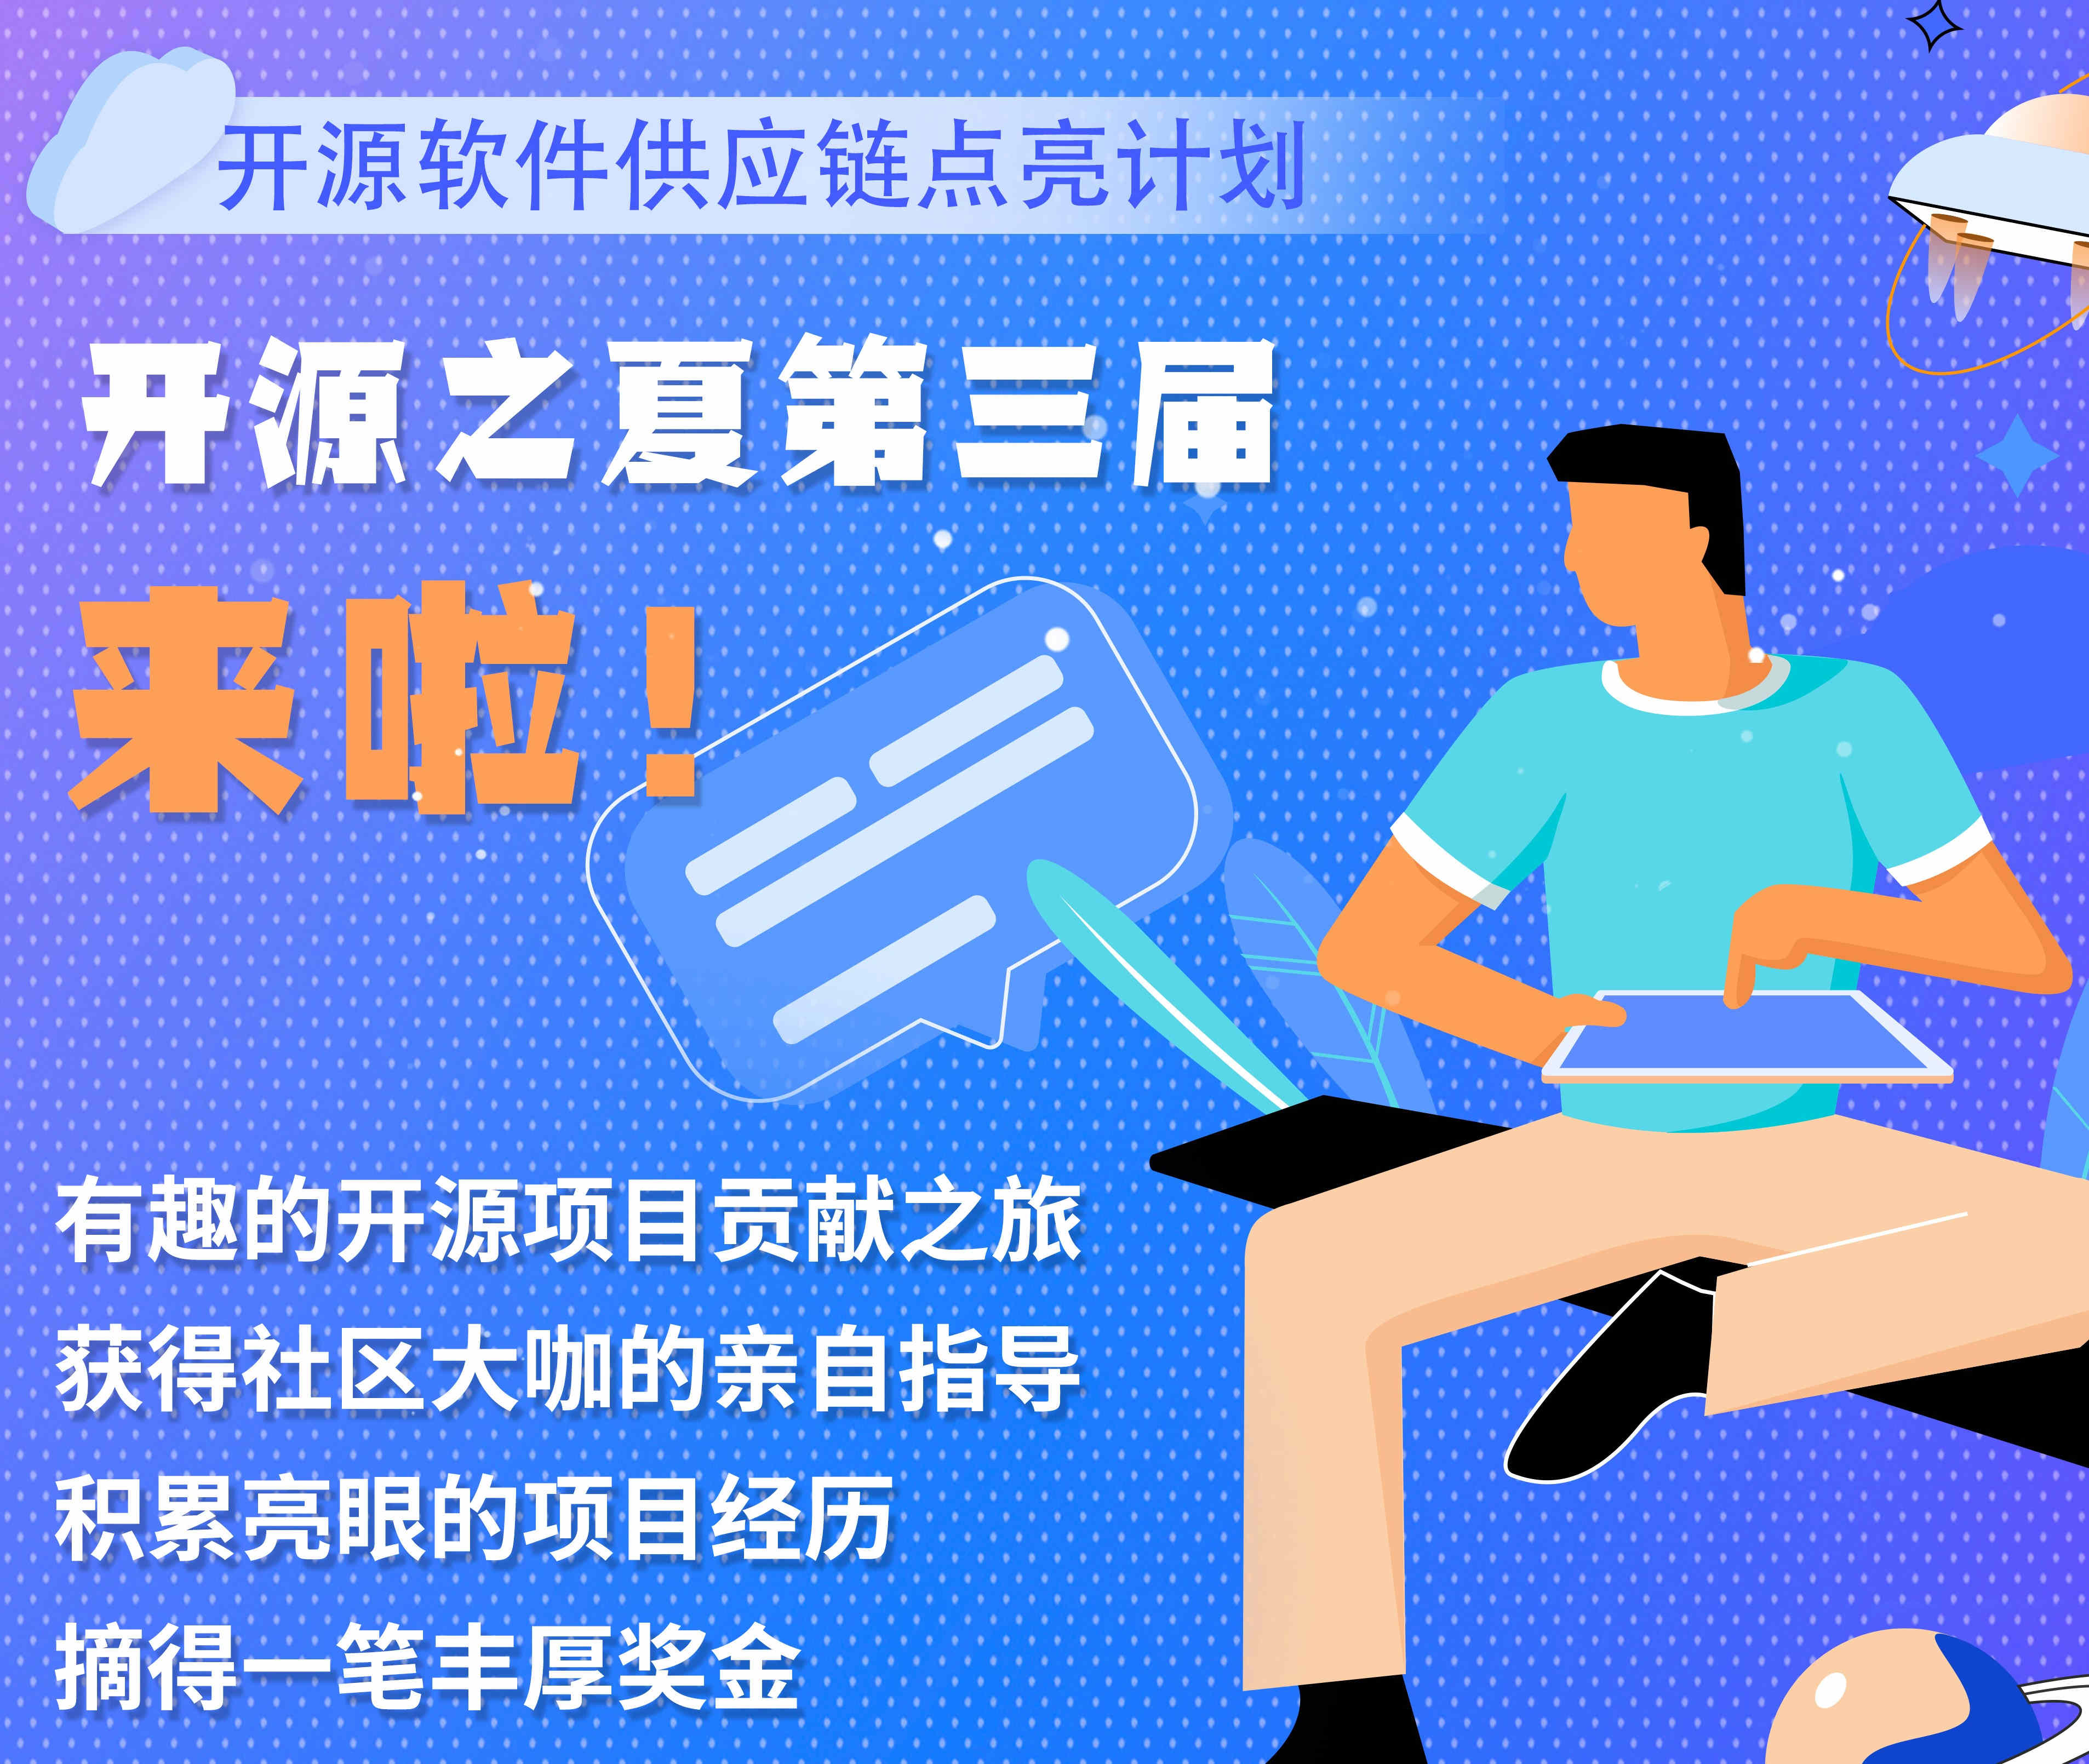 开源软件供应链点亮计划
开源之夏第三届
来啦！
有趣的开源项目贡献之旅
获得社区大咖的亲自指导
积累亮眼的项目经历
摘得一笔丰厚奖金